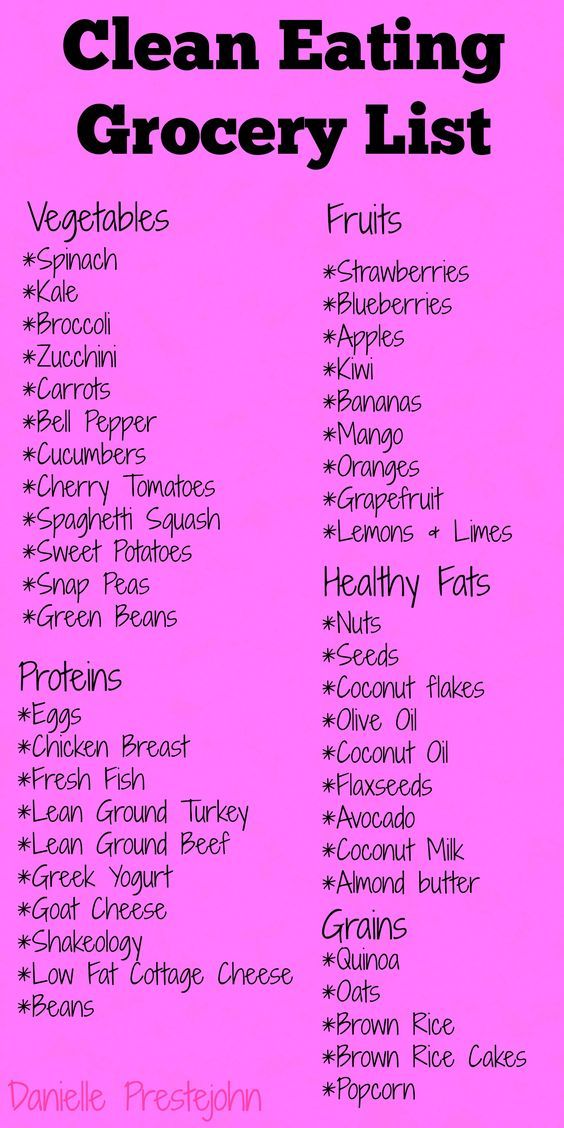 Clean Eating
Grocery List
Vegetables
*Spinach
*Kale
*Broccoli
*Zucchini
*Carrots
*Bell Pepper
*Cucumbers
*Cherry Tomatoes
*Spaghetti Squash
*Sweet Potatoes
*Snap Peas
*Green Beans
Proteins
*Eggs
*Chicken Breast
*Fresh Fish
*Lean Ground Turkey
*Lean Ground Beef
*Greek Yogurt
*Goat Cheese
*Shakeology
*Low Fat Cottage Cheese
*Beans
Fruits
*Strawberries
*Blueberries
*Apples
*Kiwi
*Bananas
*Mango
*Oranges
*Grapefruit
*Lemons & Limes
Healthy Fats
*Nuts
*Seeds
*Coconut flakes
*Olive Oil
*Coconut Oil
*Flaxseeds
*Avocado
*Coconut Milk
*Almond butter
Grains
*Quinoa
*Oats
*Brown Rice
*Brown Rice Cakes
*Popcorn
Danielle Prestejohn